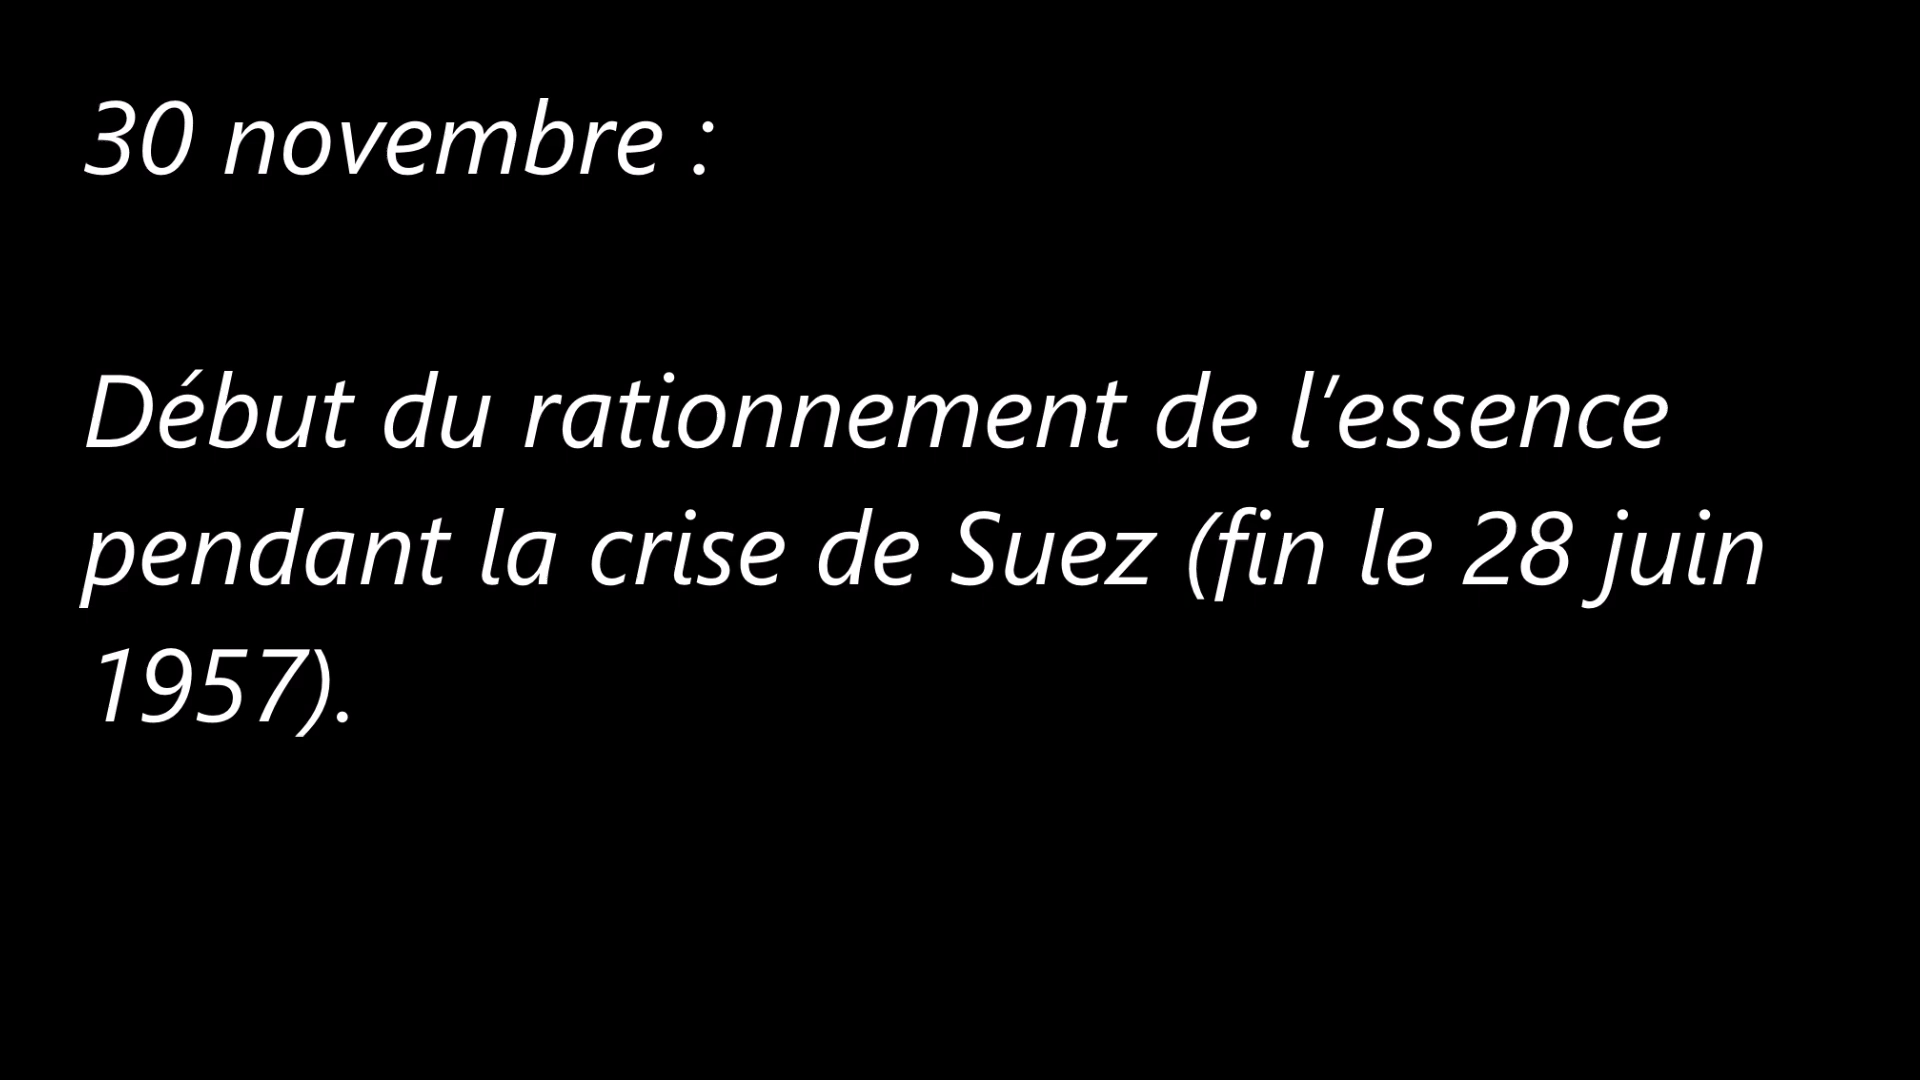 30 novembre :
Début du rationnement de l’essence
pendant la crise de Suez (fin le 28 juin
1957).